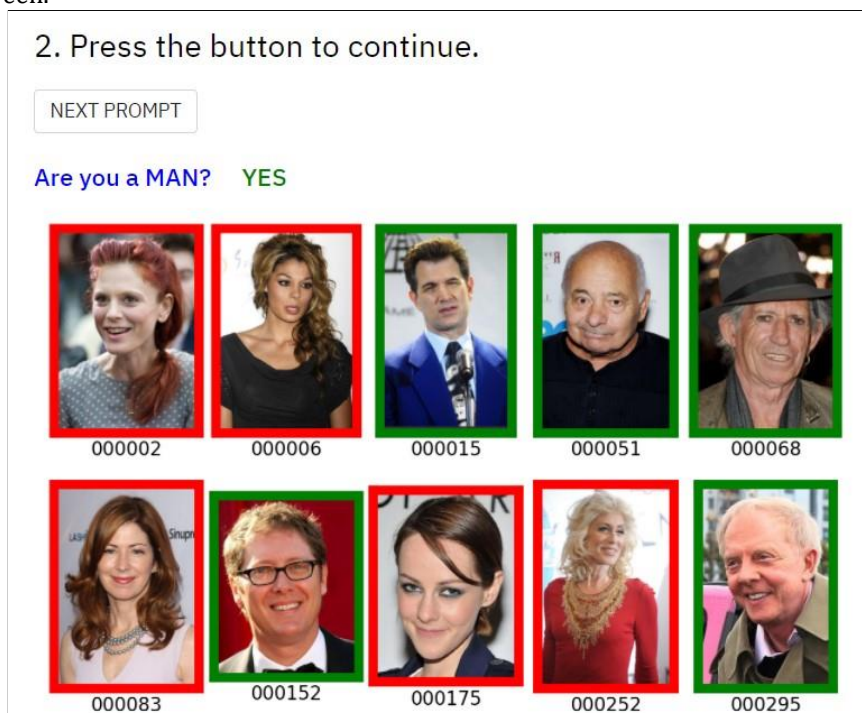 2. Press the button to continue.
NEXT PROMPT
Are you a MAN? YES
000002 000006 000015 000051 000068
000083 000152 000175 000252 000295